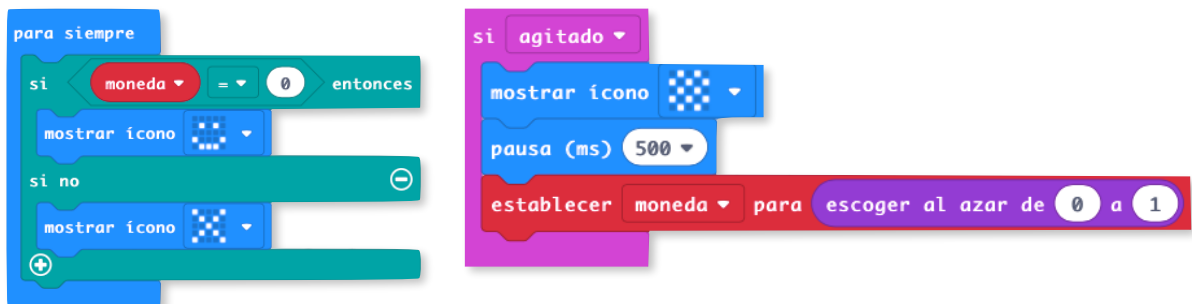 para siempre
si moneda = 0 entonces
mostrar ícono
si no
mostrar ícono
si agitado
mostrar ícono
pausa (ms) 500
establecer moneda para escoger al azar de 0 a 1